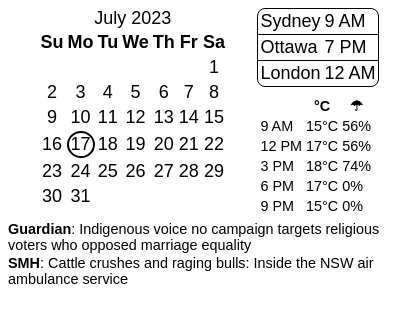 July 2023
Su Mo Tu We Th Fr Sa
1
2 3 4 5 6 7 8
9 10 11 12 13 14 15
16 17 18 19 20 21 22
23 24 25 26 27 28 29
30 31
Sydney 9 AM
Ottawa 7 PM
London 12 AM
°C ☂
9 AM 15°C 56%
12 PM 17°C 56%
3 PM 18°C 74%
6 PM 17°C 0%
9 PM 15°C 0%
Guardian: Indigenous voice no campaign targets religious
voters who opposed marriage equality
SMH: Cattle crushes and raging bulls: Inside the NSW air
ambulance service